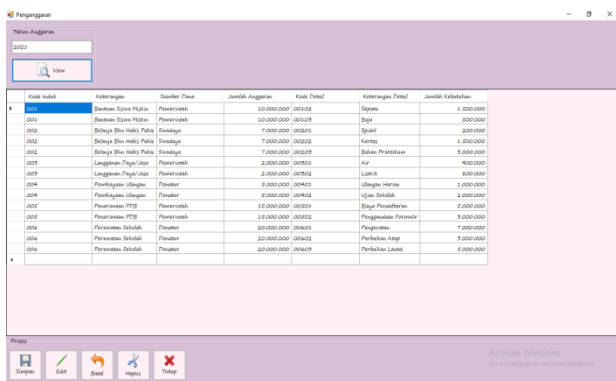 Penganggaran
Tahun Anggaran
2023
View
Kode Induk Keterangan Sumber Dana Jumlah Anggaran Kode Detail Keterangan Detail Jumlah Kebutuhan
001 Bantuan Siswa Miskin Pemerintah 10.000.000 00102 Sepatu 1.500.000
001 Bantuan Siswa Miskin Pemerintah 10.000.000 00103 Baju 500.000
002 Belanja Bhn Habis Pakai Swadaya 7.000.000 00201 Spidol 200.000
002 Belanja Bhn Habis Pakai Swadaya 7.000.000 00202 Kertas 1.500.000
002 Belanja Bhn Habis Pakai Swadaya 7.000.000 00203 Bahan Praktikum 3.000.000
003 Langganan Daya/Jasa Pemerintah 2.000.000 00301 Air 400.000
003 Langganan Daya/Jasa Pemerintah 2.000.000 00302 Listrik 600.000
004 Pembiayaan Ulangan Donatur 5.000.000 00401 Ulangan Harian 1.000.000
004 Pembiayaan Ulangan Donatur 5.000.000 00402 Ujian Sekolah 2.000.000
005 Penerimaan PTB Pemerintah 15.000.000 00501 Biaya Pendaftaran 5.000.000
005 Penerimaan PTB Pemerintah 15.000.000 00502 Penggandaan Formulir 3.000.000
006 Perawatan Sekolah Donatur 20.000.000 00601 Pengecatan 7.000.000
006 Perawatan Sekolah Donatur 20.000.000 00602 Perbaikan Atap 3.000.000
006 Perawatan Sekolah Donatur 20.000.000 00603 Perbaikan Lantai 5.000.000
Proses
Simpan Edit Batal Hapus Tutup
Activate Windows
Go to Settings to activate Windows.